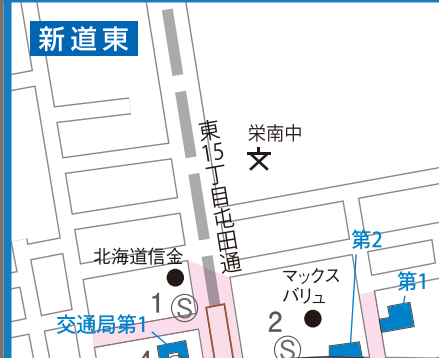 新道東
栄南中
東15丁目屯田通
第2
北海道信金
マックス
バリュ
第1
1 Ⓢ
2
交通局第1
Ⓢ